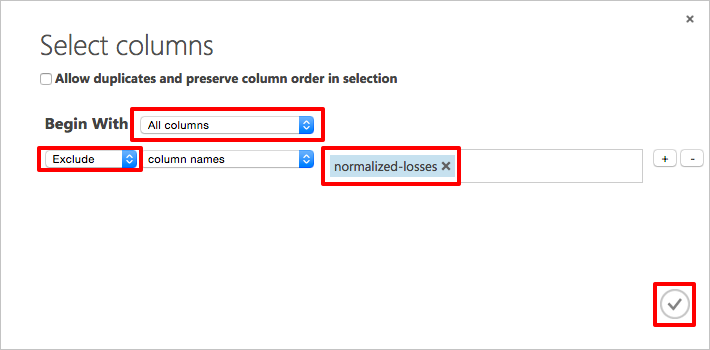 ×
Select columns
Allow duplicates and preserve column order in selection
Begin With All columns
Exclude column names normalized-losses × + -